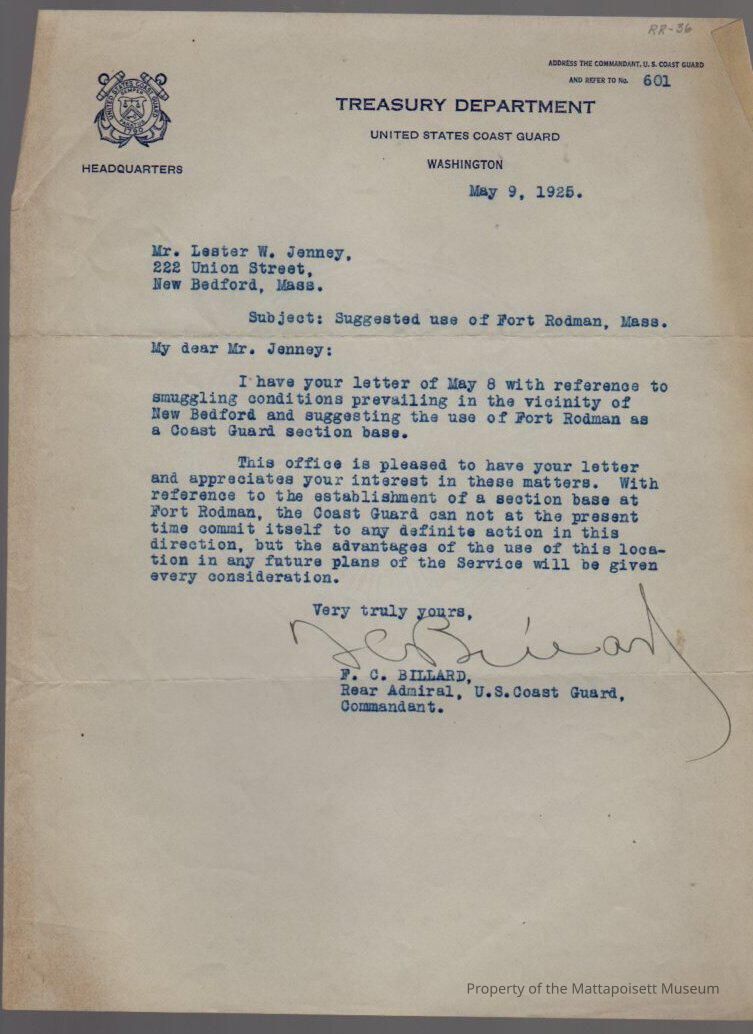 RR-36
ADDRESS THE COMMANDANT, U. S. COAST GUARD
AND REFER TO No. 601
UNITED STATES COAST GUARD
SEMPER
PARATUS
1790
TREASURY DEPARTMENT
UNITED STATES COAST GUARD
HEADQUARTERS
WASHINGTON
May 9, 1925.
Mr. Lester W. Jenney,
222 Union Street,
New Bedford, Mass.
Subject: Suggested use of Fort Rodman, Mass.
My dear Mr. Jenney:
I have your letter of May 8 with reference to
smuggling conditions prevailing in the vicinity of
New Bedford and suggesting the use of Fort Rodman as
a Coast Guard section base.
This office is pleased to have your letter
and appreciates your interest in these matters. With
reference to the establishment of a section base at
Fort Rodman, the Coast Guard can not at the present
time commit itself to any definite action in this
direction, but the advantages of the use of this loca-
tion in any future plans of the Service will be given
every consideration.
Very truly yours,
F C Billard
F. C. BILLARD,
Rear Admiral, U.S.Coast Guard,
Commandant.
Property of the Mattapoisett Museum